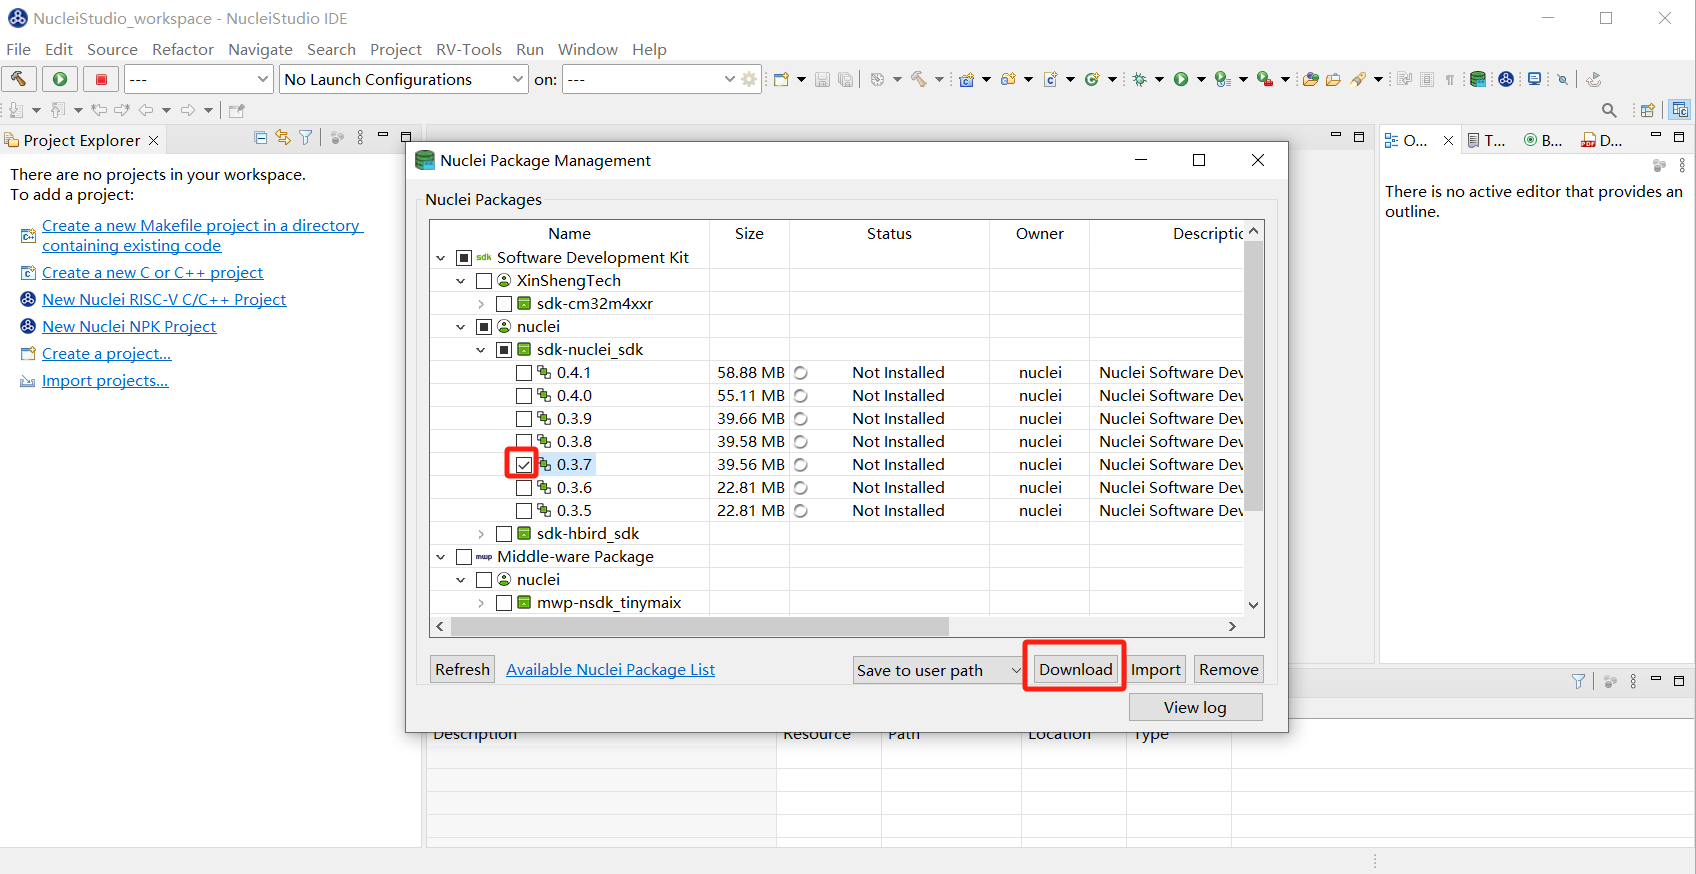 NucleiStudio_workspace - NucleiStudio IDE
File Edit Source Refactor Navigate Search Project RV-Tools Run Window Help
--- No Launch Configurations on: ---
Project Explorer
There are no projects in your workspace.
To add a project:
Create a new Makefile project in a directory
containing existing code
Create a new C or C++ project
New Nuclei RISC-V C/C++ Project
New Nuclei NPK Project
Create a project...
Import projects...
Nuclei Package Management
Nuclei Packages
Name Size Status Owner Descriptic
sdk Software Development Kit
XinShengTech
sdk-cm32m4xxr
nuclei
sdk-nuclei_sdk
0.4.1 58.88 MB Not Installed nuclei Nuclei Software Dev
0.4.0 55.11 MB Not Installed nuclei Nuclei Software Dev
0.3.9 39.66 MB Not Installed nuclei Nuclei Software Dev
0.3.8 39.58 MB Not Installed nuclei Nuclei Software Dev
0.3.7 39.56 MB Not Installed nuclei Nuclei Software Dev
0.3.6 22.81 MB Not Installed nuclei Nuclei Software Dev
0.3.5 22.81 MB Not Installed nuclei Nuclei Software Dev
sdk-hbird_sdk
mwp Middle-ware Package
nuclei
mwp-nsdk_tinymaix
Refresh Available Nuclei Package List Save to user path Download Import Remove
View log
O... T... B... D...
There is no active editor that provides an
outline.
Description Resource Path Location Type